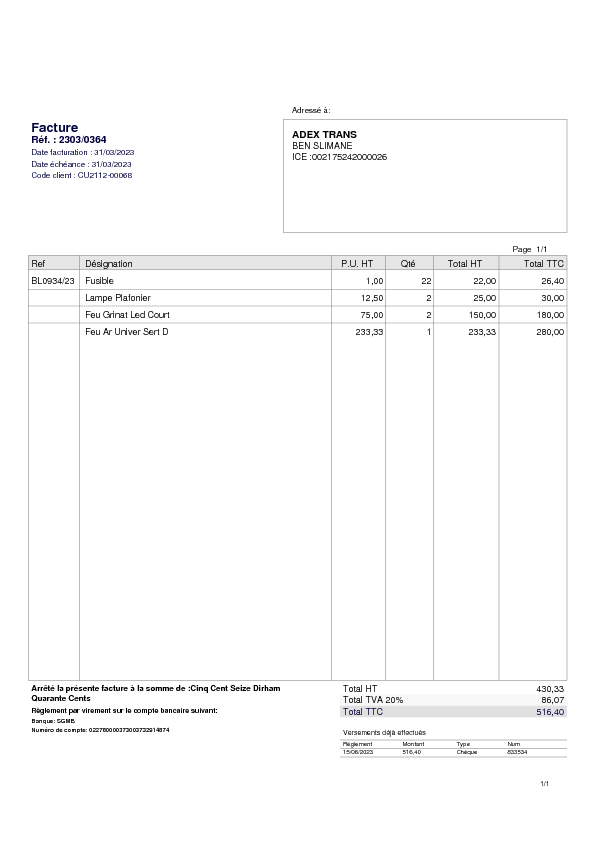 Adressé à:
Facture
Réf. : 2303/0364
Date facturation : 31/03/2023
Date échéance : 31/03/2023
Code client : CU2112-00068
ADEX TRANS
BEN SLIMANE
ICE :002175242000026
Page 1/1
Ref Désignation P.U. HT Qté Total HT Total TTC
BL0934/23 Fusible 1,00 22 22,00 26,40
Lampe Plafonier 12,50 2 25,00 30,00
Feu Grinat Led Court 75,00 2 150,00 180,00
Feu Ar Univer Sert D 233,33 1 233,33 280,00
Arrêté la présente facture à la somme de :Cinq Cent Seize Dirham
Quarante Cents
Règlement par virement sur le compte bancaire suivant:
Banque: SGMB
Total HT 430,33
Total TVA 20% 86,07
Total TTC 516,40
Versements déjà effectués
Règlement Montant Type Num
15/06/2023 516,40 Chèque 833534
1/1